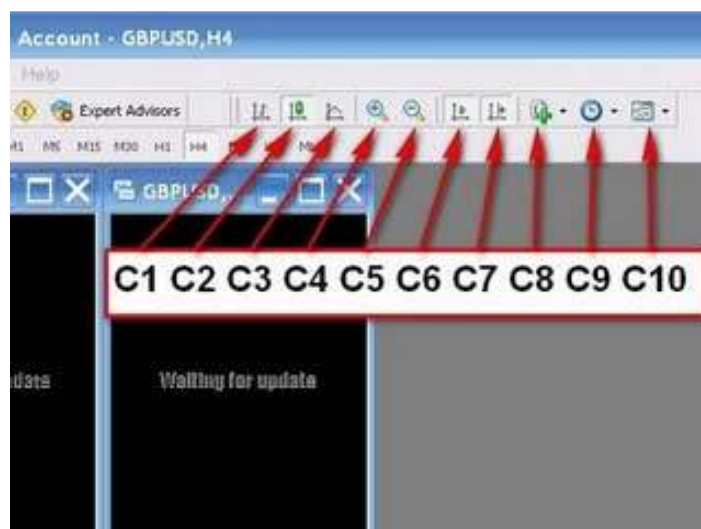 Account - GBPUSD,H4
Help
Expert Advisors
M1 M5 M15 M30 H1 H4
GBPUSD,
C1 C2 C3 C4 C5 C6 C7 C8 C9 C10
date Waiting for update